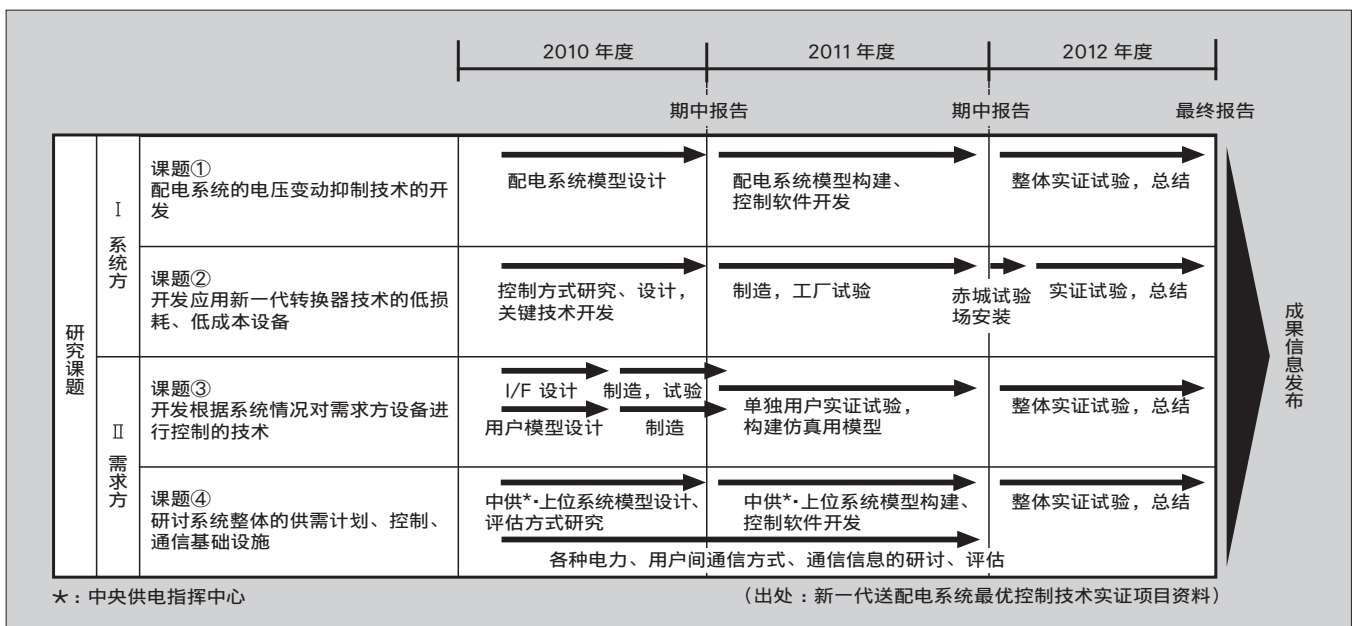 2010 年度
2011 年度
2012 年度
期中报告
期中报告
最终报告
研究课题
Ⅰ 系统方
课题①
配电系统的电压变动抑制技术的开
发
配电系统模型设计
配电系统模型构建、
控制软件开发
整体实证试验，总结
课题②
开发应用新一代转换器技术的低损
耗、低成本设备
控制方式研究、设计，
关键技术开发
制造，工厂试验
赤城试验
场安装
实证试验，总结
Ⅱ 需求方
课题③
开发根据系统情况对需求方设备进
行控制的技术
I/F 设计
制造，试验
用户模型设计
制造
单独用户实证试验，
构建仿真用模型
整体实证试验，总结
课题④
研讨系统整体的供需计划、控制、
通信基础设施
中供*·上位系统模型设计、
评估方式研究
中供*·上位系统模型构建、
控制软件开发
整体实证试验，总结
各种电力、用户间通信方式、通信信息的研讨、评估
成果信息发布
*：中央供电指挥中心
（出处：新一代送配电系统最优控制技术实证项目资料）